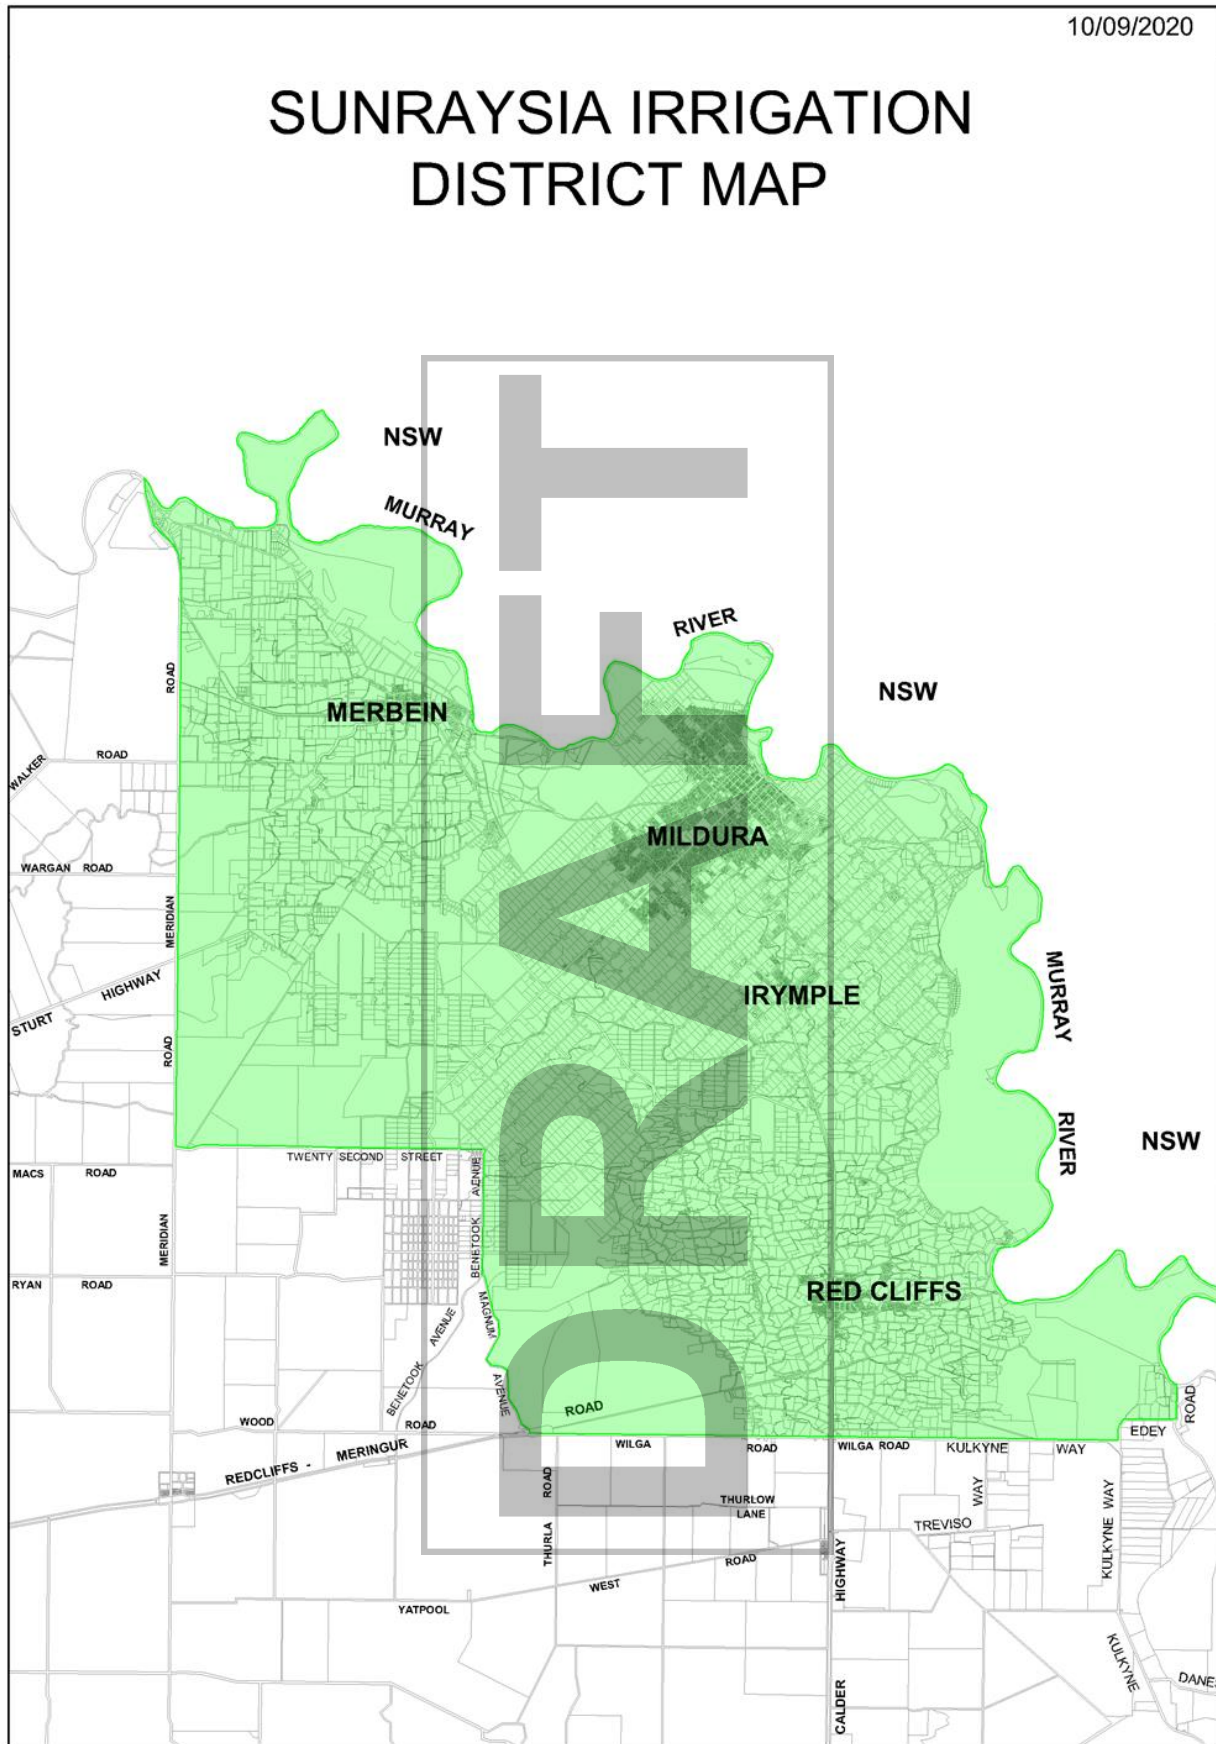 10/09/2020
SUNRAYSIA IRRIGATION
DISTRICT MAP
NSW
MURRAY
RIVER
NSW
ROAD
MERBEIN
ROAD
WALKER
MILDURA
WARGAN ROAD
MERIDIAN
HIGHWAY
STURT
IRYMPLE
MURRAY
ROAD
RIVER
NSW
TWENTY SECOND STREET
AVENUE
BENETOOK
MACS ROAD
MERIDIAN
RYAN ROAD
RED CLIFFS
MAGNUM
AVENUE
AVENUE
BENETOOK
ROAD
WOOD ROAD
ROAD
EDEY
REDCLIFFS - MERINGUR
WILGA ROAD
WILGA ROAD
KULKYNE WAY
ROAD
THURLA
THURLOW
LANE
WAY
TREVISO
KULKYNE WAY
ROAD
WEST
YATPOOL
HIGHWAY
CALDER
KULKYNE
DANE
DRAFT